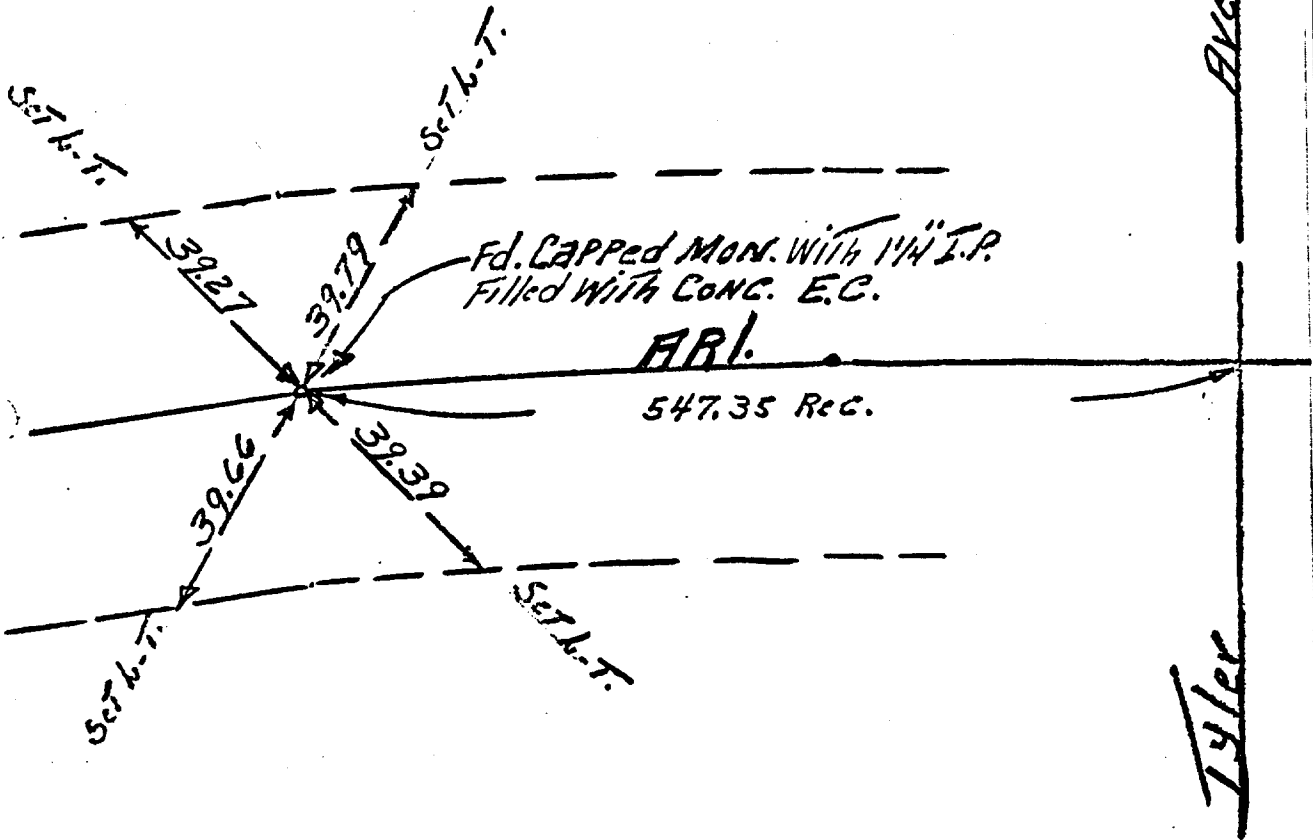 Set L-T.
Set L-T.
Ave
39.27
39.79
Fd. Capped Mon. With 1¼" I.P.
Filled With Conc. E.C.
ARl.
547.35 Rec.
39.66
39.39
Set L-T.
Set L-T.
Tyler